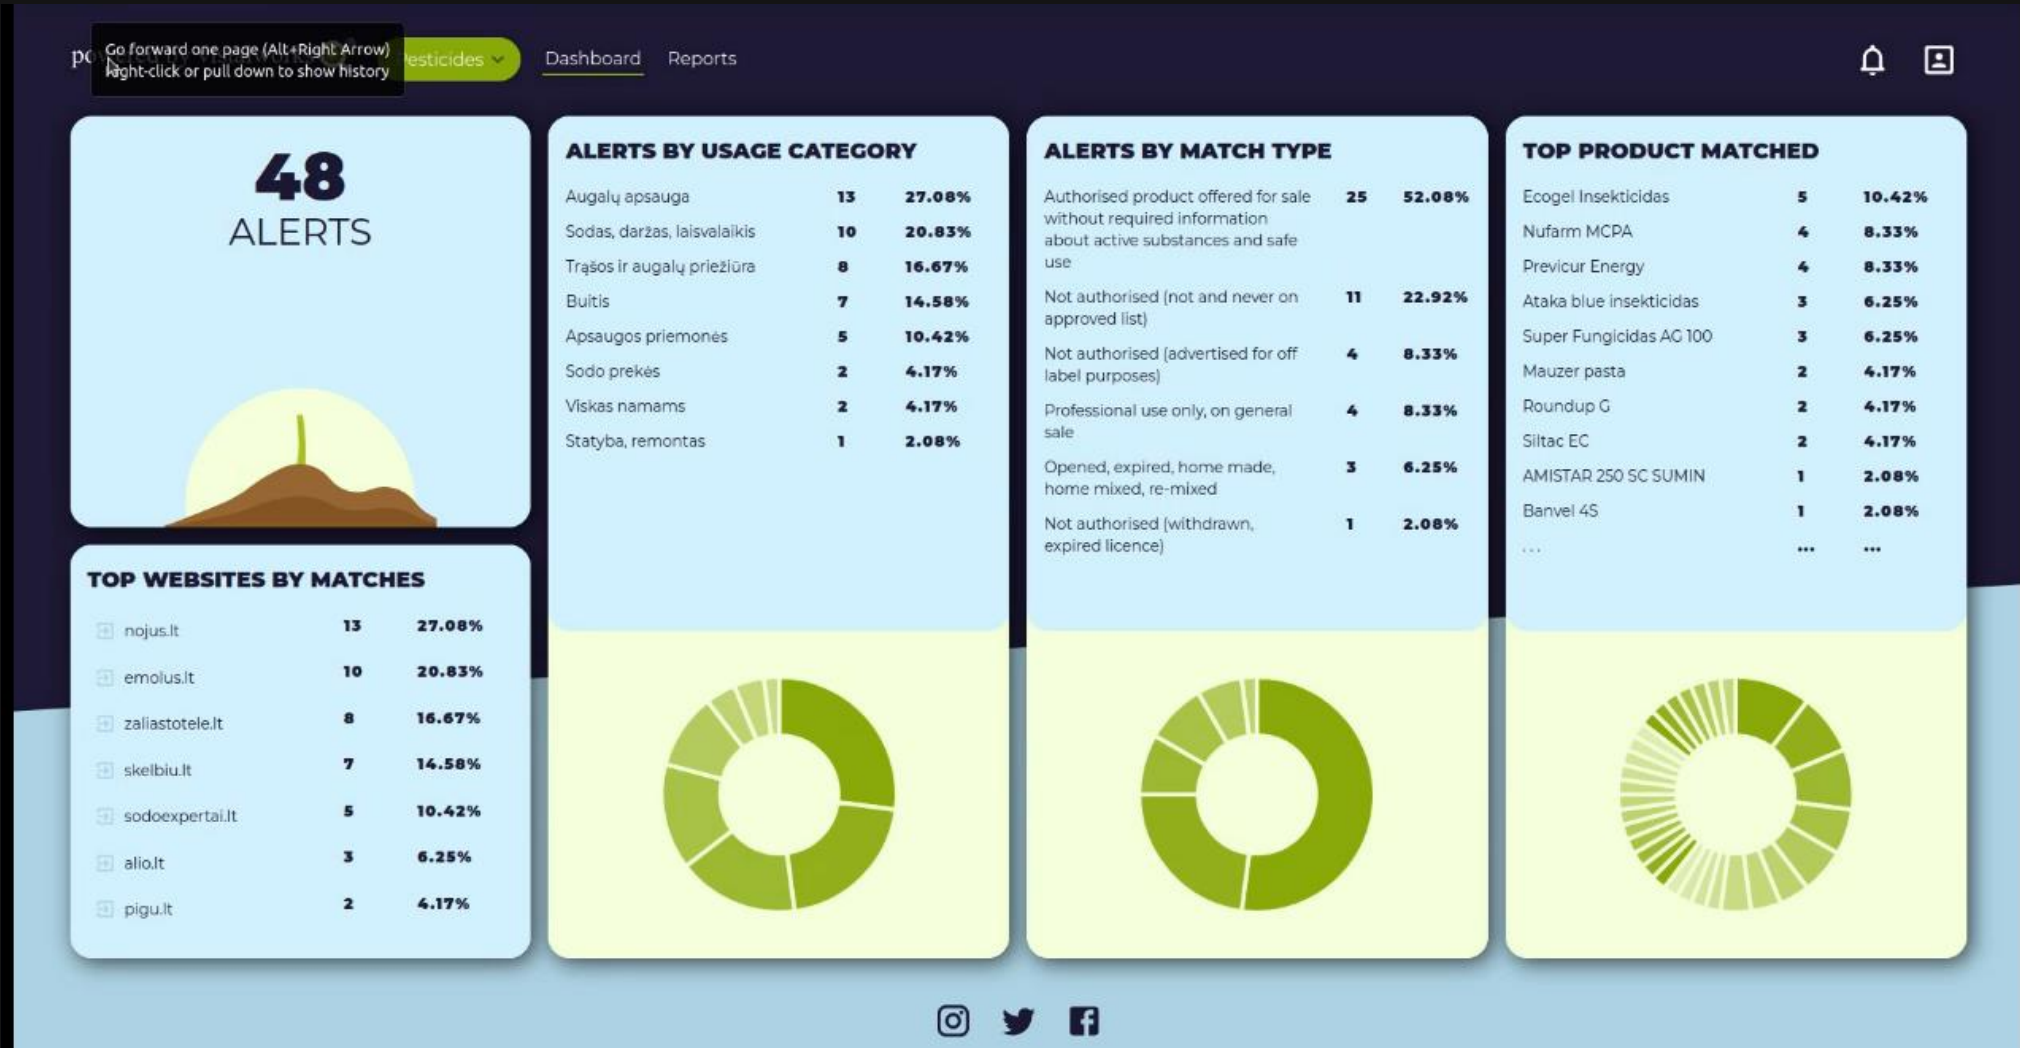 Go forward one page (Alt+Right Arrow)
Right-click or pull down to show history
Pesticides
Dashboard
Reports
48
ALERTS
TOP WEBSITES BY MATCHES
nojus.lt 13 27.08%
emolus.lt 10 20.83%
zaliastotele.lt 8 16.67%
skelbiu.lt 7 14.58%
sodoexpertai.lt 5 10.42%
alio.lt 3 6.25%
pigu.lt 2 4.17%
ALERTS BY USAGE CATEGORY
Augalų apsauga 13 27.08%
Sodas, daržas, laisvalaikis 10 20.83%
Trąšos ir augalų priežiūra 8 16.67%
Buitis 7 14.58%
Apsaugos priemonės 5 10.42%
Sodo prekės 2 4.17%
Viskas namams 2 4.17%
Statyba, remontas 1 2.08%
ALERTS BY MATCH TYPE
Authorised product offered for sale 25 52.08%
without required information
about active substances and safe
use
Not authorised (not and never on 11 22.92%
approved list)
Not authorised (advertised for off 4 8.33%
label purposes)
Professional use only, on general 4 8.33%
sale
Opened, expired, home made, 3 6.25%
home mixed, re-mixed
Not authorised (withdrawn, 1 2.08%
expired licence)
TOP PRODUCT MATCHED
Ecogel Insekticidas 5 10.42%
Nufarm MCPA 4 8.33%
Previcur Energy 4 8.33%
Ataka blue insekticidas 3 6.25%
Super Fungicidas AG 100 3 6.25%
Mauzer pasta 2 4.17%
Roundup G 2 4.17%
Siltac EC 2 4.17%
AMISTAR 250 SC SUMIN 1 2.08%
Banvel 4S 1 2.08%
... ... ...